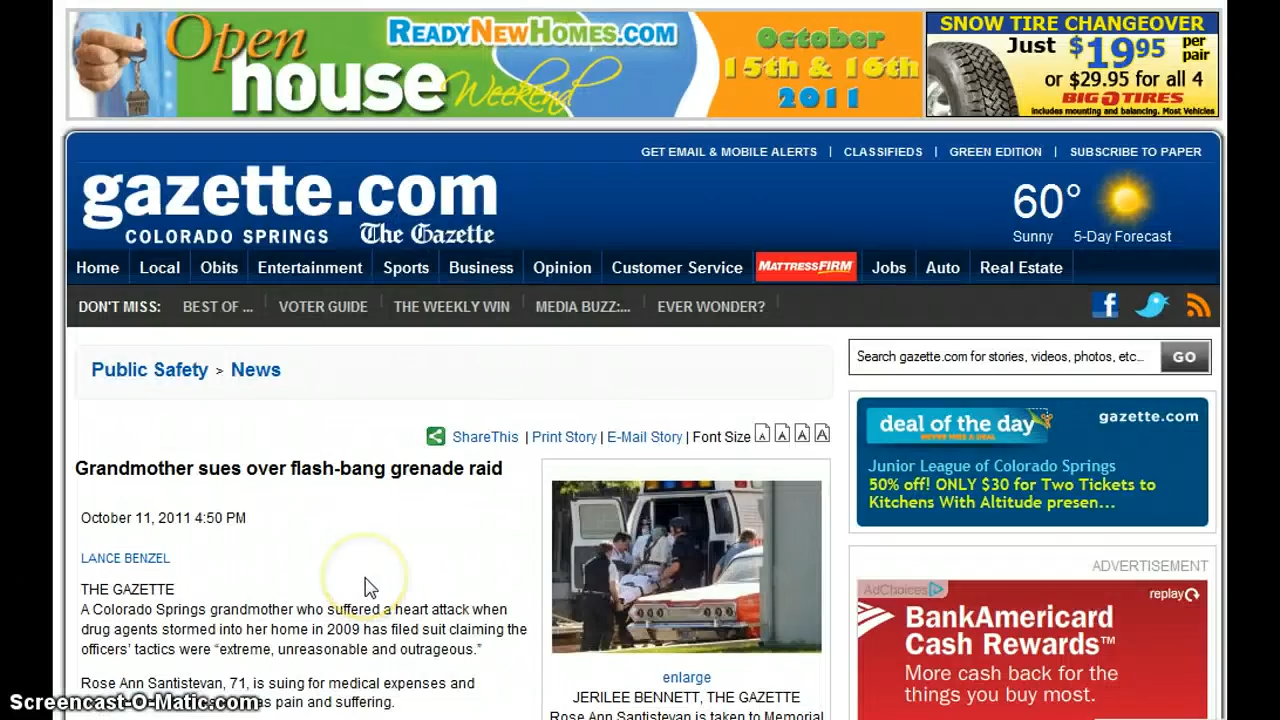 Open
house
Weekend
READYNEWHOMES.COM
October
15th & 16th
2011
SNOW TIRE CHANGEOVER
Just $19.95 per pair
or $29.95 for all 4
BIG O TIRES
Includes mounting and balancing. Most Vehicles
GET EMAIL & MOBILE ALERTS | CLASSIFIEDS | GREEN EDITION | SUBSCRIBE TO PAPER
gazette.com
COLORADO SPRINGS The Gazette
60°
Sunny 5-Day Forecast
Home Local Obits Entertainment Sports Business Opinion Customer Service MATTRESSFIRM Jobs Auto Real Estate
DON'T MISS: BEST OF ... VOTER GUIDE THE WEEKLY WIN MEDIA BUZZ:... EVER WONDER?
Public Safety > News
Search gazette.com for stories, videos, photos, etc... GO
ShareThis | Print Story | E-Mail Story | Font Size A A A A
Grandmother sues over flash-bang grenade raid
October 11, 2011 4:50 PM
LANCE BENZEL
THE GAZETTE
A Colorado Springs grandmother who suffered a heart attack when
drug agents stormed into her home in 2009 has filed suit claiming the
officers' tactics were “extreme, unreasonable and outrageous.”
Rose Ann Santistevan, 71, is suing for medical expenses and
pain and suffering.
enlarge
JERILEE BENNETT, THE GAZETTE
Rose Ann Santistevan is taken to Memorial
deal of the day
gazette.com
Junior League of Colorado Springs
50% off! ONLY $30 for Two Tickets to
Kitchens With Altitude presen...
ADVERTISEMENT
AdChoices
replay
BankAmericard
Cash Rewards™
More cash back for the
things you buy most.
Screencast-O-Matic.com